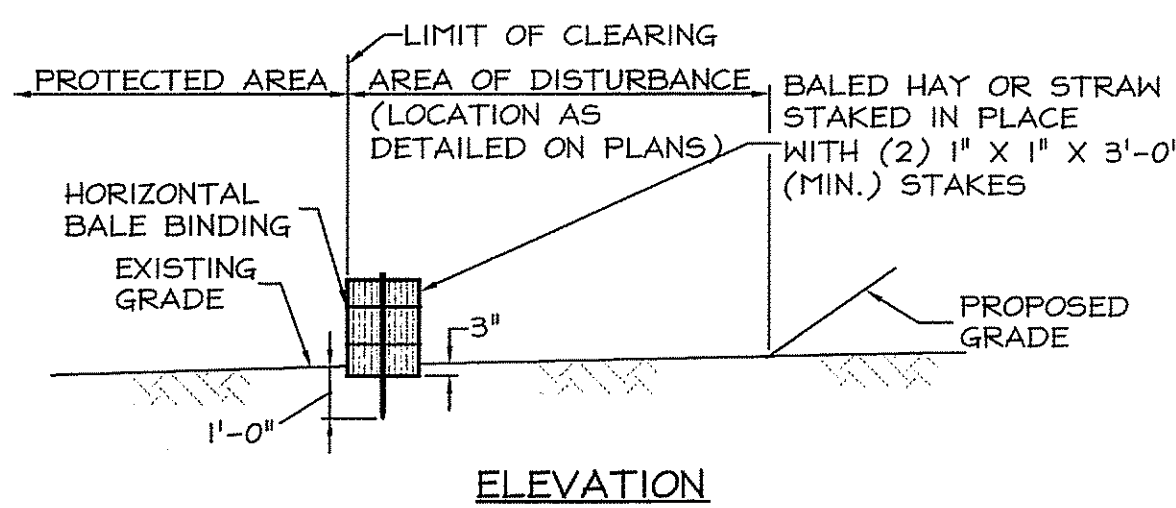 LIMIT OF CLEARING
PROTECTED AREA
AREA OF DISTURBANCE
(LOCATION AS
DETAILED ON PLANS)
BALED HAY OR STRAW
STAKED IN PLACE
WITH (2) 1" X 1" X 3'-0"
(MIN.) STAKES
HORIZONTAL
BALE BINDING
EXISTING
GRADE
3"
PROPOSED
GRADE
1'-0"
ELEVATION